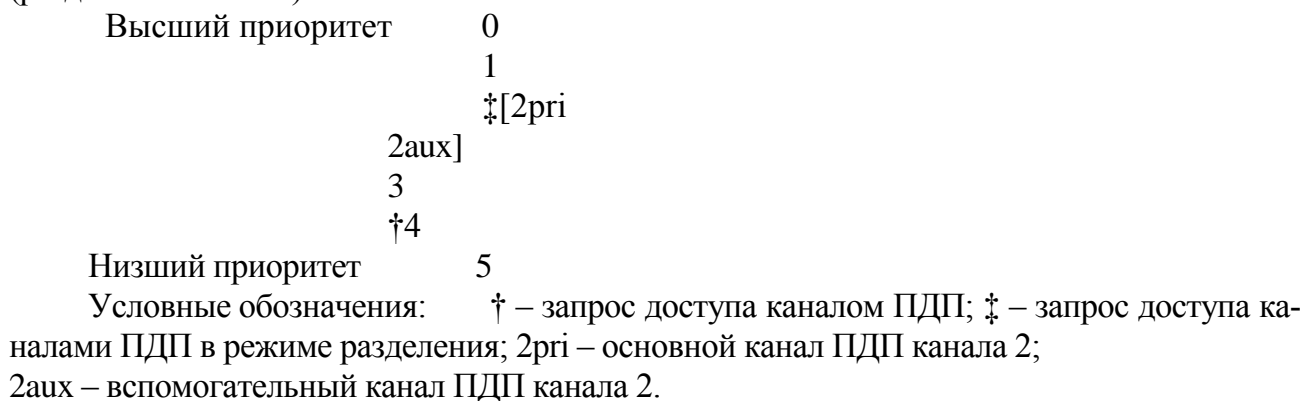 Высший приоритет 0
1
‡[2pri
2aux]
3
†4
Низший приоритет 5
Условные обозначения: † – запрос доступа каналом ПДП; ‡ – запрос доступа ка-
налами ПДП в режиме разделения; 2pri – основной канал ПДП канала 2;
2aux – вспомогательный канал ПДП канала 2.